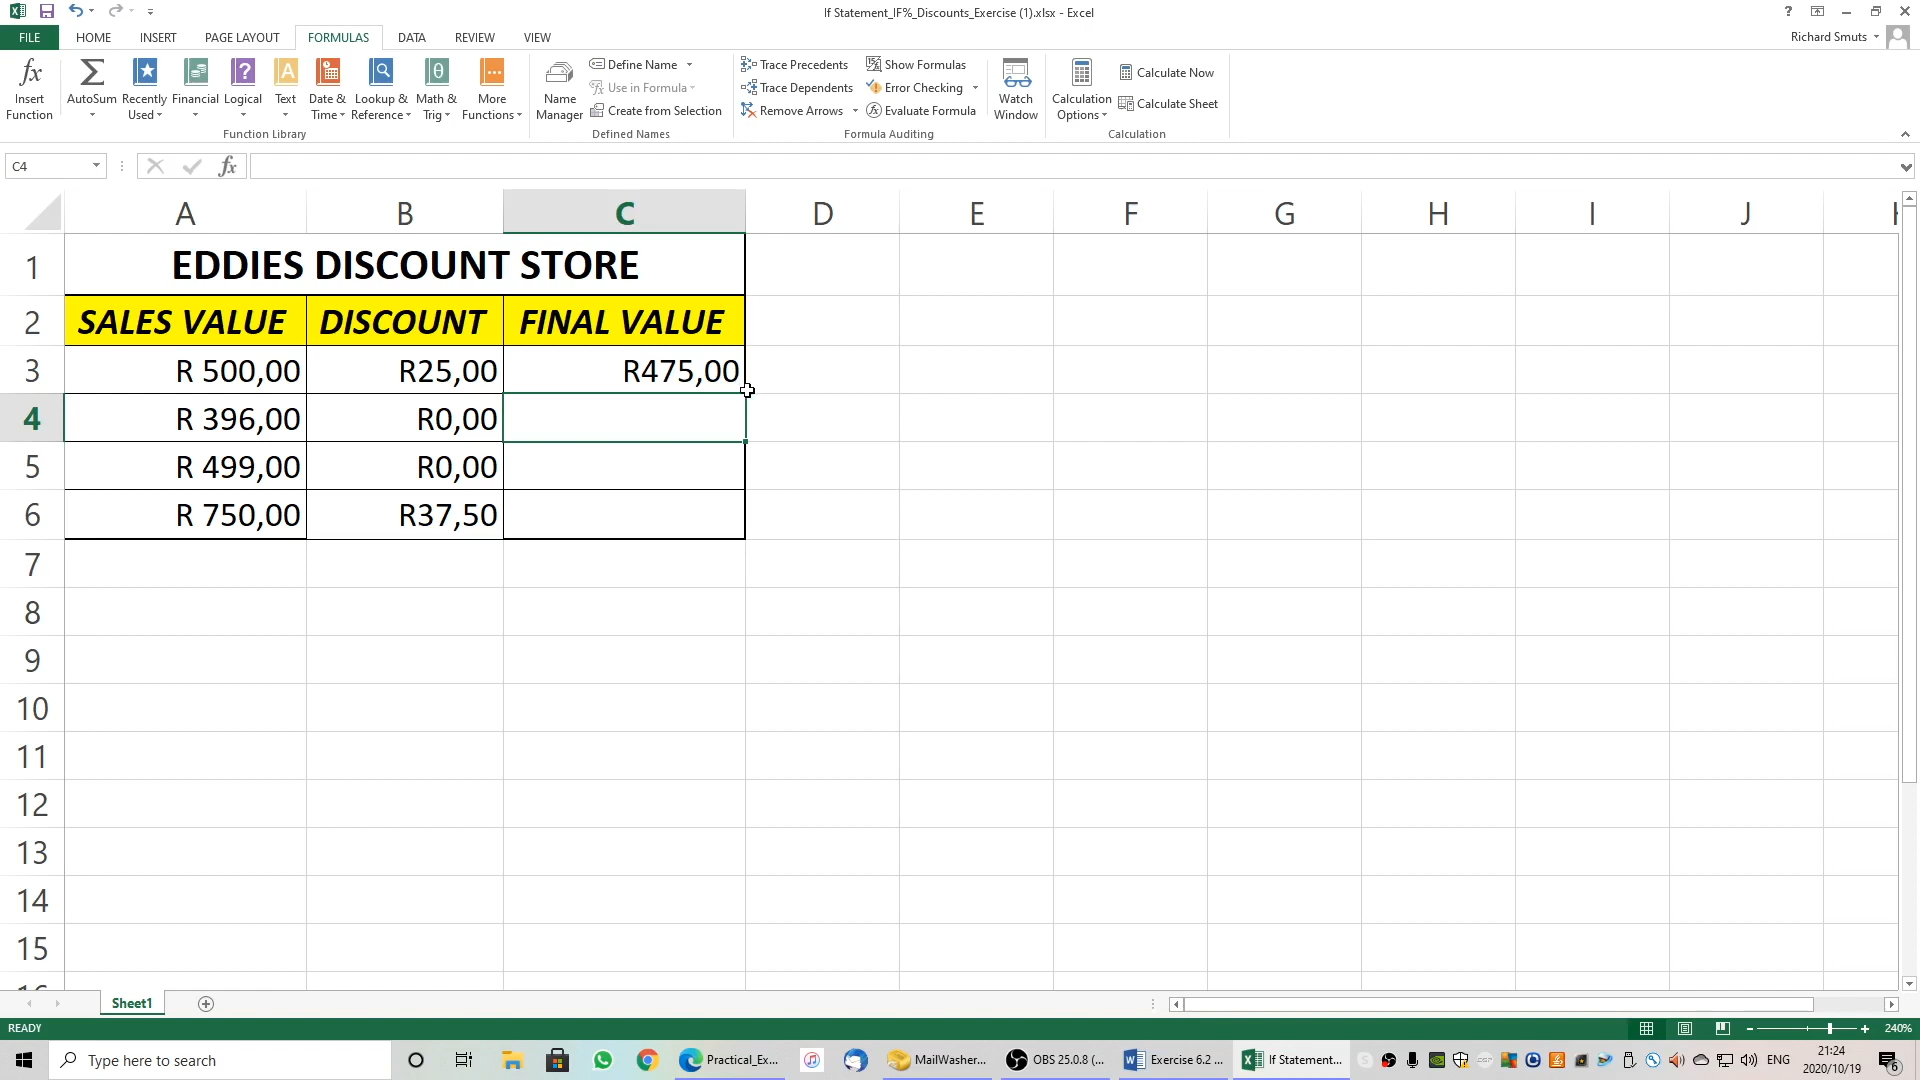 If Statement_IF%_Discounts_Exercise (1).xlsx - Excel
?
FILE HOME INSERT PAGE LAYOUT FORMULAS DATA REVIEW VIEW
Richard Smuts
fx Insert Function
AutoSum
Recently Used
Financial
Logical
Text
Date & Time
Lookup & Reference
Math & Trig
More Functions
Function Library
Name Manager
Define Name
Use in Formula
Create from Selection
Defined Names
Trace Precedents
Trace Dependents
Remove Arrows
Show Formulas
Error Checking
Evaluate Formula
Formula Auditing
Watch Window
Calculation Options
Calculate Now
Calculate Sheet
Calculation
C4 fx
A B C D E F G H I J
1 EDDIES DISCOUNT STORE
2 SALES VALUE DISCOUNT FINAL VALUE
3 R 500,00 R25,00 R475,00
4 R 396,00 R0,00
5 R 499,00 R0,00
6 R 750,00 R37,50
7
8
9
10
11
12
13
14
15
Sheet1
READY 240%
Type here to search
Practical_Ex...
MailWasher...
OBS 25.0.8 (...
Exercise 6.2 ...
If Statement...
ENG
21:24
2020/10/19
6